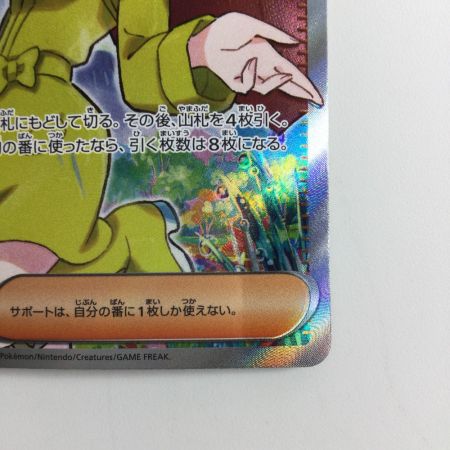 札にもどして切る。その後、山札を4枚引く。
の番に使ったなら、引く枚数は8枚になる。
サポートは、自分の番に1枚しか使えない。
Pokémon/Nintendo/Creatures/GAME FREAK.